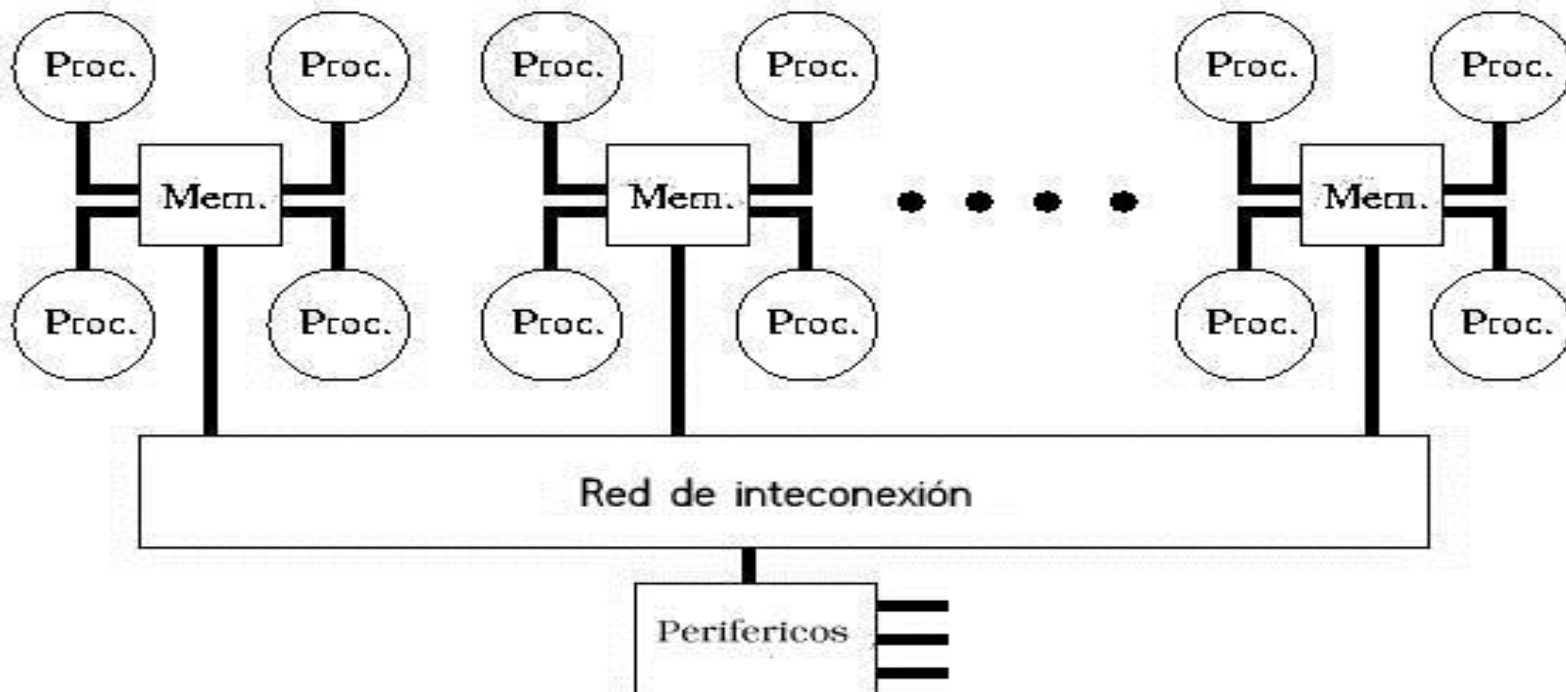 Proc. Proc. Proc. Proc. Proc. Proc.
Mem. Mem. Mem.
Proc. Proc. Proc. Proc. Proc. Proc.
Red de inteconexión
Perifericos